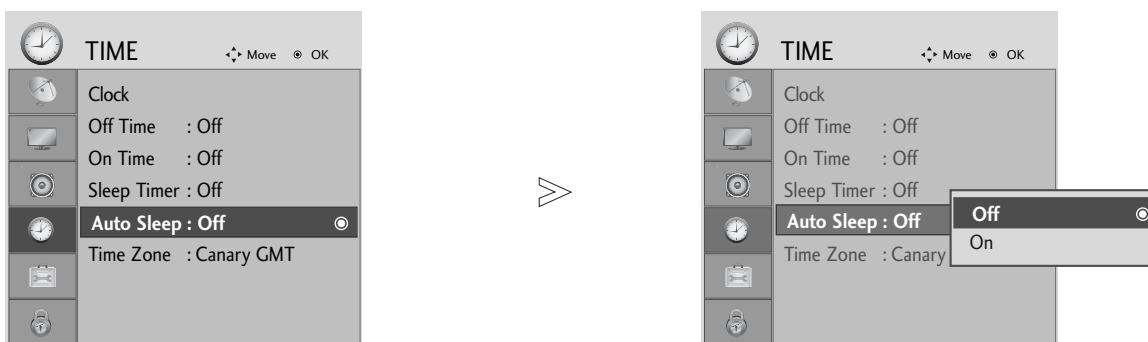 TIME
Move OK
Clock
Off Time : Off
On Time : Off
Sleep Timer : Off
Auto Sleep : Off
Time Zone : Canary GMT
TIME
Move OK
Clock
Off Time : Off
On Time : Off
Sleep Timer : Off
Auto Sleep : Off
Time Zone : Canary
Off
On